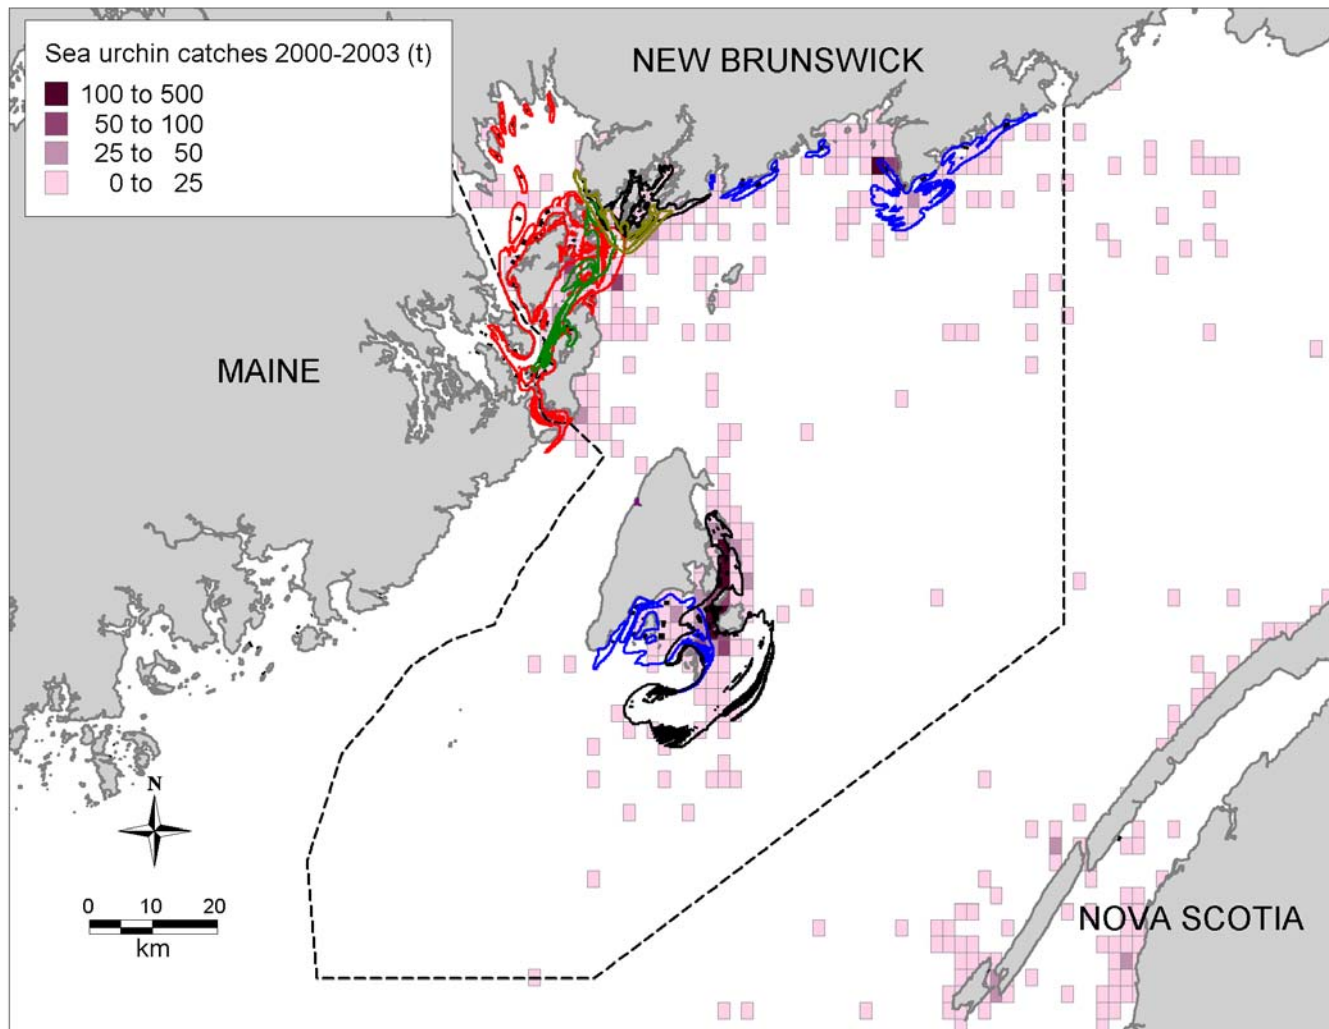 Sea urchin catches 2000-2003 (t)
100 to 500
50 to 100
25 to 50
0 to 25
NEW BRUNSWICK
MAINE
N
0 10 20
km
NOVA SCOTIA